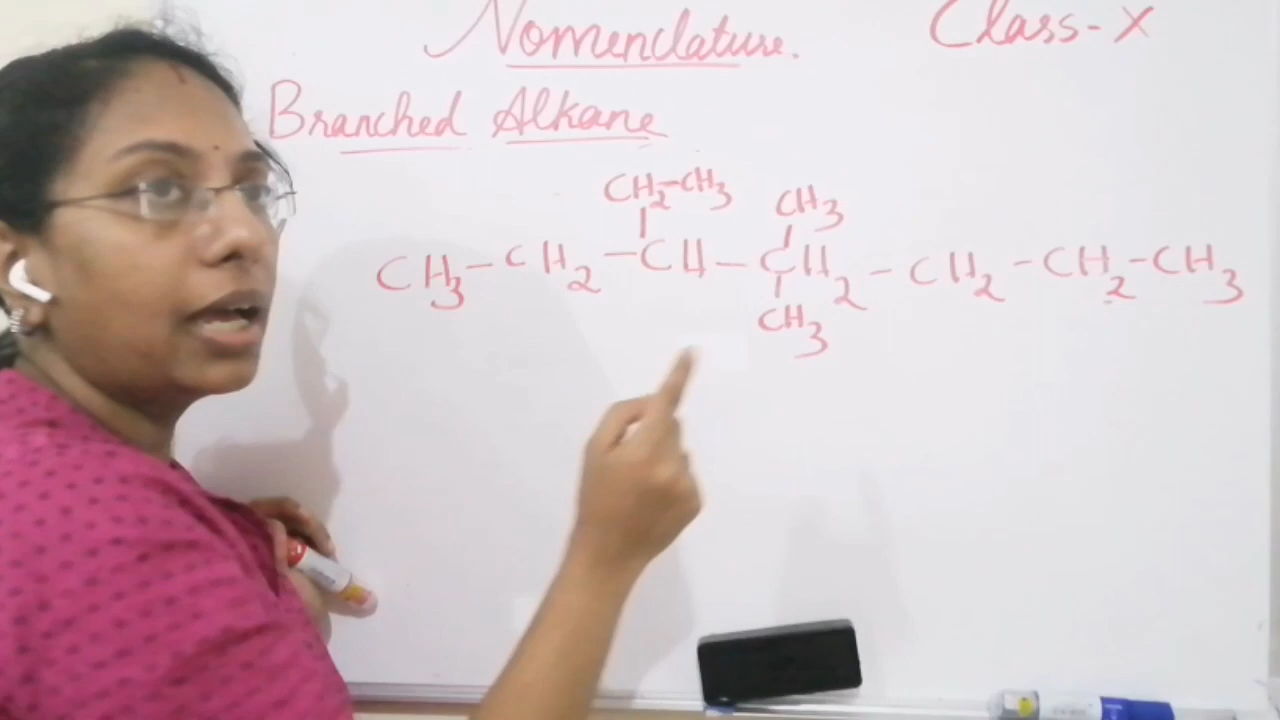 Nomenclature. Class-X
Branched Alkane
CH₂-CH₃ CH₃
CH₃-CH₂-CH-CH₂-CH₂-CH₂-CH₃
CH₃